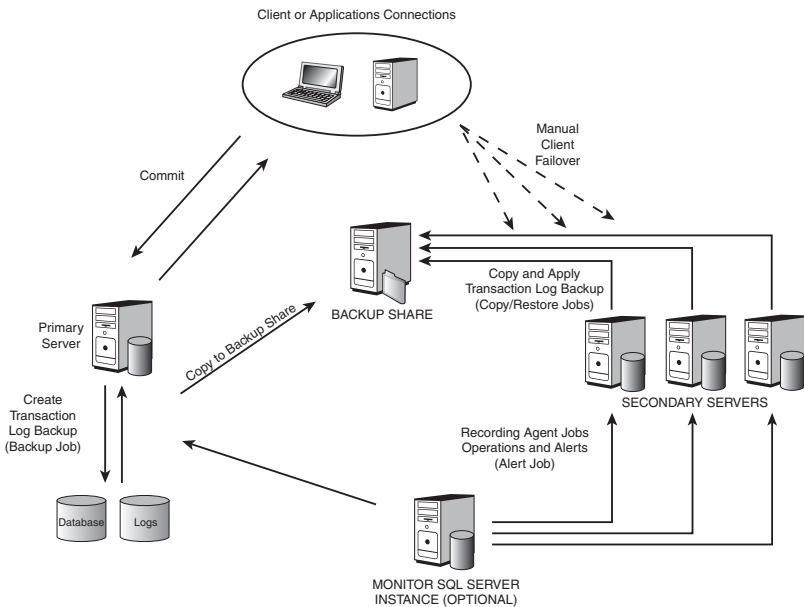 Client or Applications Connections
Manual
Client
Failover
Commit
Copy and Apply
Transaction Log Backup
(Copy/Restore Jobs)
BACKUP SHARE
Primary
Server
Copy to Backup Share
SECONDARY SERVERS
Create
Transaction
Log Backup
(Backup Job)
Recording Agent Jobs
Operations and Alerts
(Alert Job)
Database
Logs
MONITOR SQL SERVER
INSTANCE (OPTIONAL)